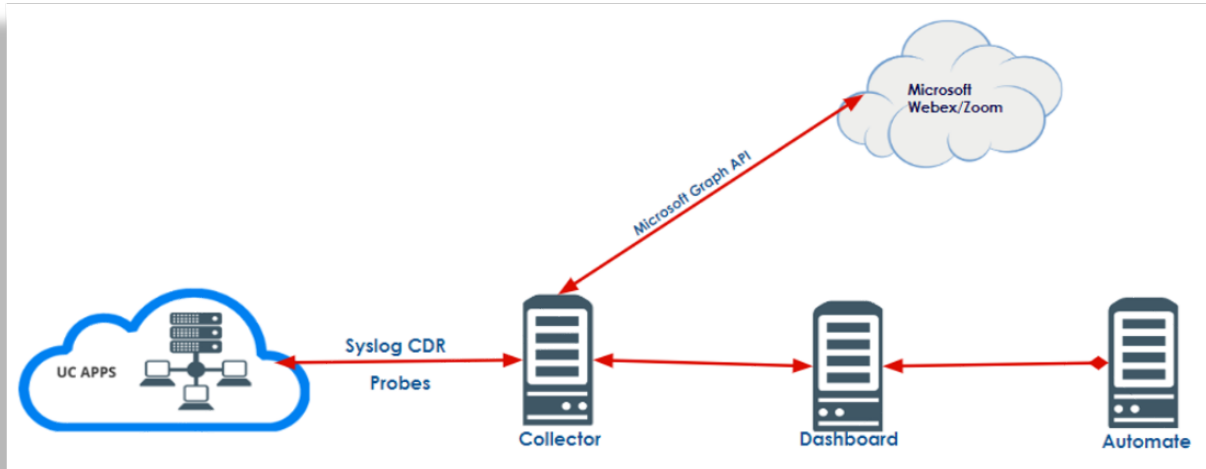 Microsoft
Webex/Zoom
Microsoft Graph API
UC APPS
Syslog CDR
Probes
Collector
Dashboard
Automate